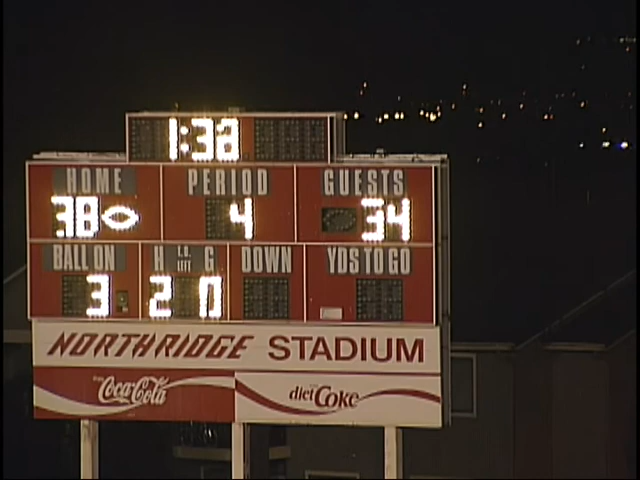 1:38
HOME PERIOD GUESTS
38 4 34
BALL ON H T.O. LEFT G DOWN YDS TO GO
3 2 0
NORTHRIDGE STADIUM
Coca-Cola diet Coke